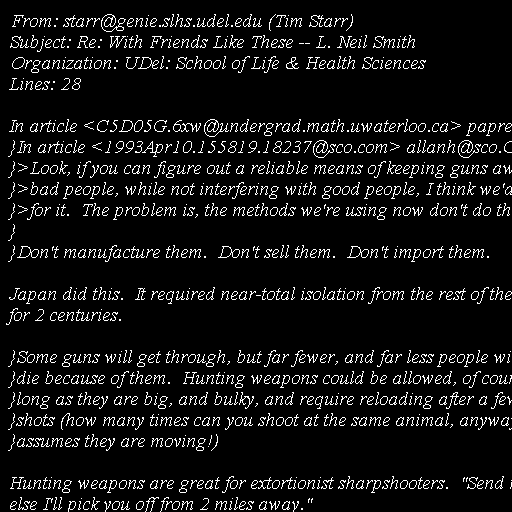 From: starr@genie.slhs.udel.edu (Tim Starr)
Subject: Re: With Friends Like These -- L. Neil Smith
Organization: UDel: School of Life & Health Sciences
Lines: 28

In article <C5D05G.6xw@undergrad.math.uwaterloo.ca> papre
}In article <1993Apr10.155819.18237@sco.com> allanh@sco.C
}>Look, if you can figure out a reliable means of keeping guns aw
}>bad people, while not interfering with good people, I think we'd
}>for it.  The problem is, the methods we're using now don't do th
}
}Don't manufacture them.  Don't sell them.  Don't import them.

Japan did this.  It required near-total isolation from the rest of the
for 2 centuries.

}Some guns will get through, but far fewer, and far less people wi
}die because of them.  Hunting weapons could be allowed, of cour
}long as they are big, and bulky, and require reloading after a few
}shots (how many times can you shoot at the same animal, anyway
}assumes they are moving!)

Hunting weapons are great for extortionist sharpshooters.  "Send
else I'll pick you off from 2 miles away."